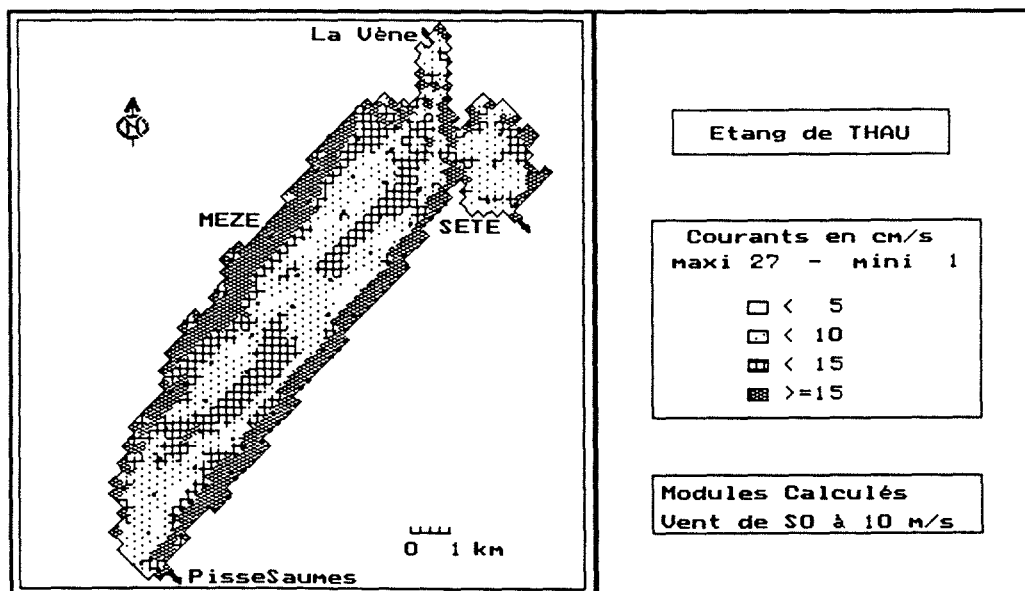 La Vène
N
MEZE
SETE
0 1 km
PisseSaumes
Etang de THAU
Courants en cm/s
maxi 27 - mini 1
< 5
< 10
< 15
>=15
Modules Calculés
Vent de SO à 10 m/s